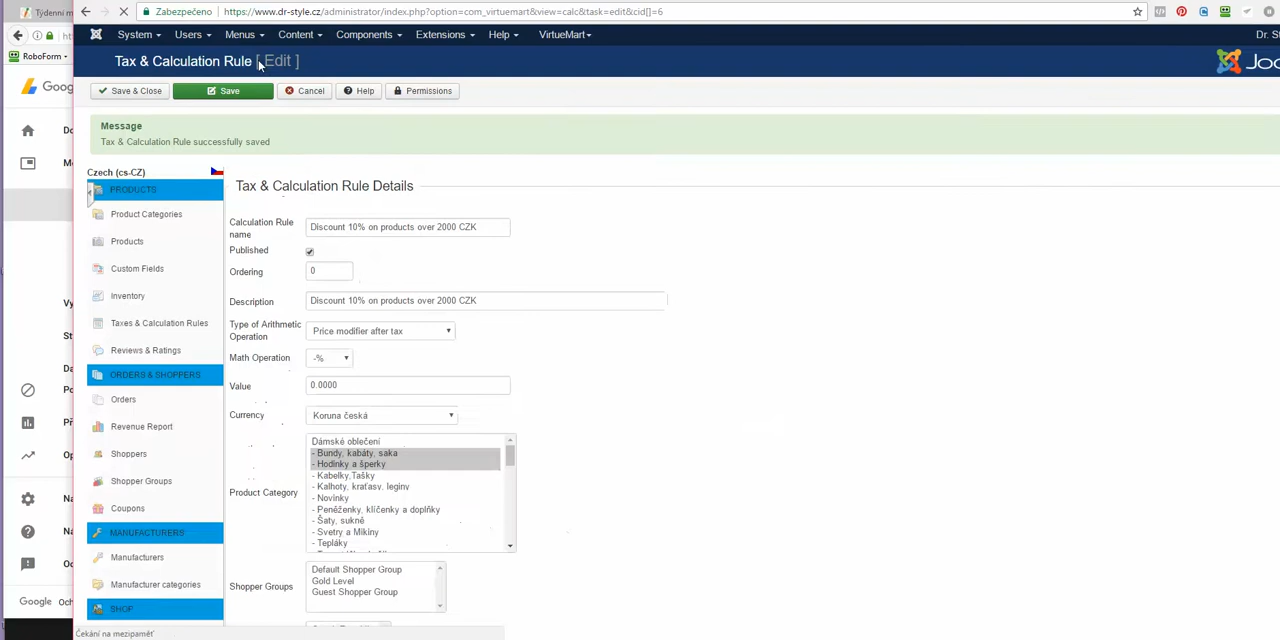 Týdenní m
Zabezpečeno
https://www.dr-style.cz/administrator/index.php?option=com_virtuemart&view=calc&task=edit&cid[]=6
System
Users
Menus
Content
Components
Extensions
Help
VirtueMart
Dr. St
RoboForm
Tax & Calculation Rule [ Edit ]
Joo
Goog
Save & Close
Save
Cancel
Help
Permissions
Message
Tax & Calculation Rule successfully saved
Czech (cs-CZ)
PRODUCTS
Product Categories
Products
Custom Fields
Inventory
Taxes & Calculation Rules
Reviews & Ratings
ORDERS & SHOPPERS
Orders
Revenue Report
Shoppers
Shopper Groups
Coupons
MANUFACTURERS
Manufacturers
Manufacturer categories
SHOP
Tax & Calculation Rule Details
Calculation Rule name
Discount 10% on products over 2000 CZK
Published
Ordering
0
Description
Discount 10% on products over 2000 CZK
Type of Arithmetic Operation
Price modifier after tax
Math Operation
-%
Value
0.0000
Currency
Koruna česká
Product Category
Dámské oblečení
- Bundy, kabáty, saka
- Hodinky a šperky
- Kabelky,Tašky
- Kalhoty, kraťasy, leginy
- Novinky
- Peněženky, klíčenky a doplňky
- Šaty, sukně
- Svetry a Mikiny
- Tepláky
Shopper Groups
Default Shopper Group
Gold Level
Guest Shopper Group
Google
Och
Čekání na mezipaměť